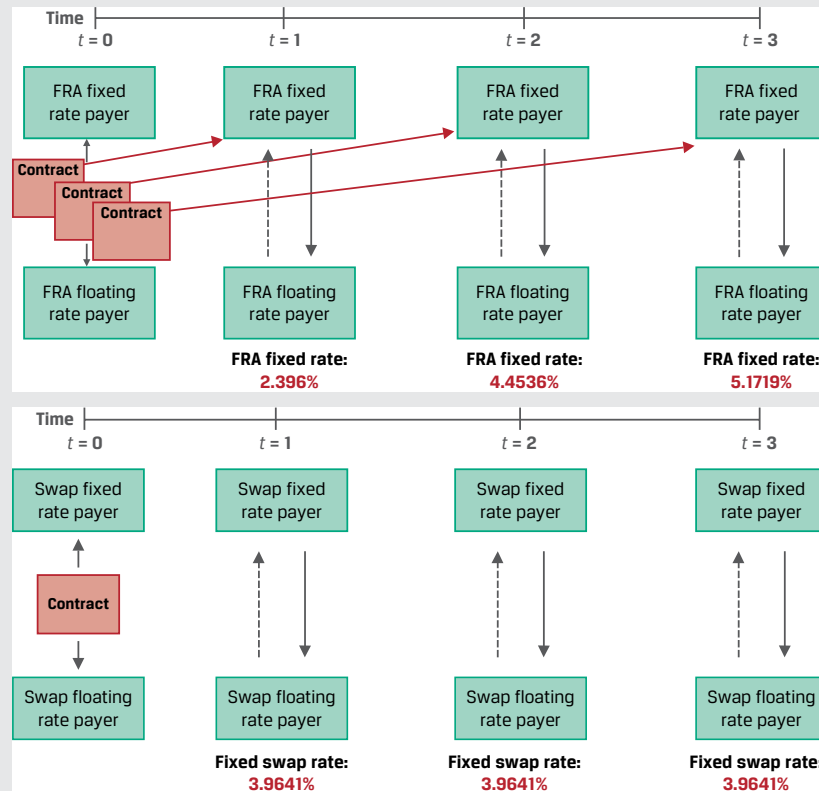 Time
t = 0 t = 1 t = 2 t = 3
FRA fixed
rate payer
FRA fixed
rate payer
FRA fixed
rate payer
FRA fixed
rate payer
Contract
Contract
Contract
FRA floating
rate payer
FRA floating
rate payer
FRA floating
rate payer
FRA floating
rate payer
FRA fixed rate:
2.396%
FRA fixed rate:
4.4536%
FRA fixed rate:
5.1719%
Time
t = 0 t = 1 t = 2 t = 3
Swap fixed
rate payer
Swap fixed
rate payer
Swap fixed
rate payer
Swap fixed
rate payer
Contract
Swap floating
rate payer
Swap floating
rate payer
Swap floating
rate payer
Swap floating
rate payer
Fixed swap rate:
3.9641%
Fixed swap rate:
3.9641%
Fixed swap rate:
3.9641%